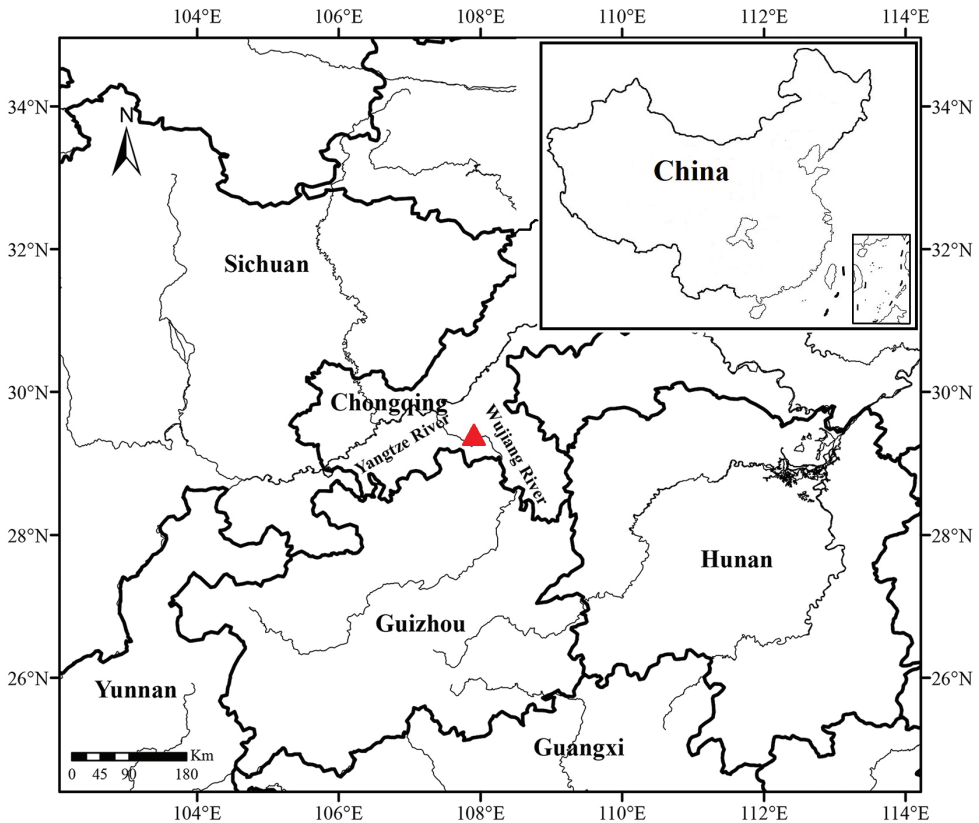 104°E 106°E 108°E 110°E 112°E 114°E
34°N 34°N
N
China
32°N 32°N
Sichuan
30°N 30°N
Chongqing
Yangtze River
Wujiang River
28°N 28°N
Hunan
Guizhou
26°N 26°N
Yunnan
Guangxi
Km
0 45 90 180
104°E 106°E 108°E 110°E 112°E 114°E